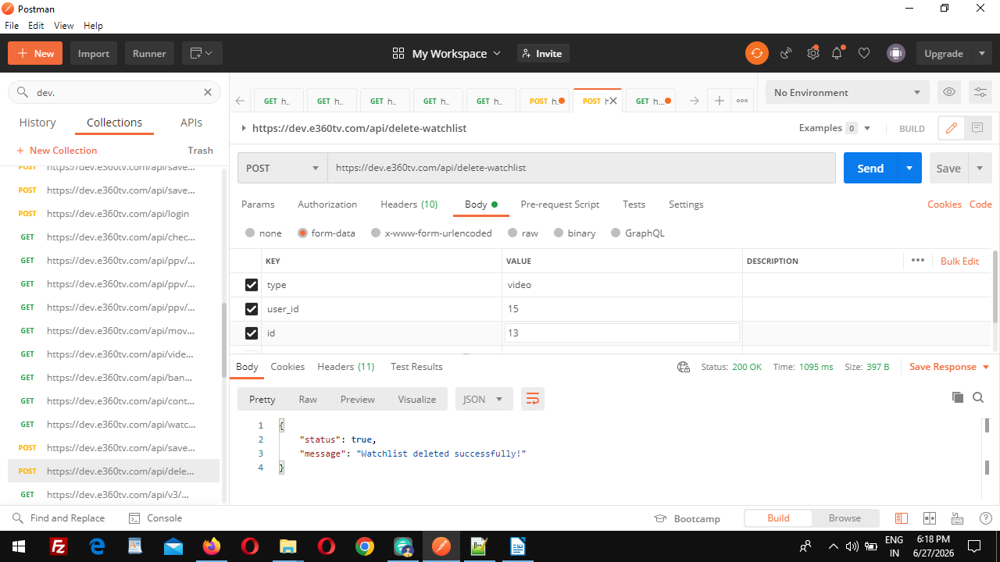 Postman
File Edit View Help
New Import Runner My Workspace Invite Upgrade
dev.
History Collections APIs
New Collection Trash
https://dev.e360tv.com/api/save...
POST https://dev.e360tv.com/api/save...
POST https://dev.e360tv.com/api/login
GET https://dev.e360tv.com/api/chec...
GET https://dev.e360tv.com/api/ppv/...
GET https://dev.e360tv.com/api/ppv/...
GET https://dev.e360tv.com/api/ppv/...
GET https://dev.e360tv.com/api/mov...
GET https://dev.e360tv.com/api/vide...
GET https://dev.e360tv.com/api/ban...
GET https://dev.e360tv.com/api/cont...
GET https://dev.e360tv.com/api/watc...
POST https://dev.e360tv.com/api/save...
POST https://dev.e360tv.com/api/dele...
GET https://dev.e360tv.com/api/v3/...
GET h.. GET h.. GET h.. GET h.. GET h.. POST h. POST h GET h... No Environment
https://dev.e360tv.com/api/delete-watchlist Examples 0 BUILD
POST https://dev.e360tv.com/api/delete-watchlist Send Save
Params Authorization Headers (10) Body Pre-request Script Tests Settings Cookies Code
none form-data x-www-form-urlencoded raw binary GraphQL
KEY VALUE DESCRIPTION Bulk Edit
type video
user_id 15
id 13
Body Cookies Headers (11) Test Results Status: 200 OK Time: 1095 ms Size: 397 B Save Response
Pretty Raw Preview Visualize JSON
1 {
2 "status": true,
3 "message": "Watchlist deleted successfully!"
4 }
Find and Replace Console Bootcamp Build Browse
ENG 6:18 PM
IN 6/27/2026